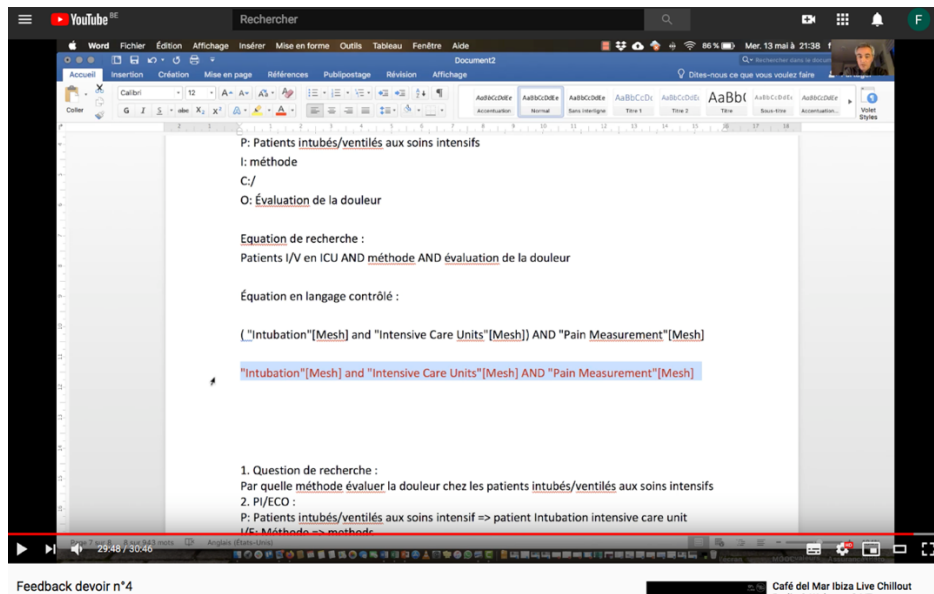 YouTube BE
Rechercher
F
Word Fichier Édition Affichage Insérer Mise en forme Outils Tableau Fenêtre Aide
86 % Mer. 13 mai à 21:38
Document2
Accueil Insertion Création Mise en page Références Publipostage Révision Affichage
Dites-nous ce que vous voulez faire
Coller
Calibri 12
G I S abc X₂ X²
AaBbCcDdEe AaBbCcDdEe AaBbCcDdEe AaBbCcDc AaBbCcDdEe AaBb( AaBbCcDdEe AaBbCcDdEe
Accentuation Normal Sans interligne Titre 1 Titre 2 Titre Sous-titre Accentuation...
Volet Styles
P: Patients intubés/ventilés aux soins intensifs
I: méthode
C:/
O: Évaluation de la douleur
Equation de recherche :
Patients I/V en ICU AND méthode AND évaluation de la douleur
Équation en langage contrôlé :
( "Intubation"[Mesh] and "Intensive Care Units"[Mesh]) AND "Pain Measurement"[Mesh]
"Intubation"[Mesh] and "Intensive Care Units"[Mesh] AND "Pain Measurement"[Mesh]
1. Question de recherche :
Par quelle méthode évaluer la douleur chez les patients intubés/ventilés aux soins intensifs
2. PI/ECO :
P: Patients intubés/ventilés aux soins intensif => patient Intubation intensive care unit
I/E: Méthode => methods
Anglais (États-Unis)
29:48 / 30:46
Feedback devoir n°4
Café del Mar Ibiza Live Chillout